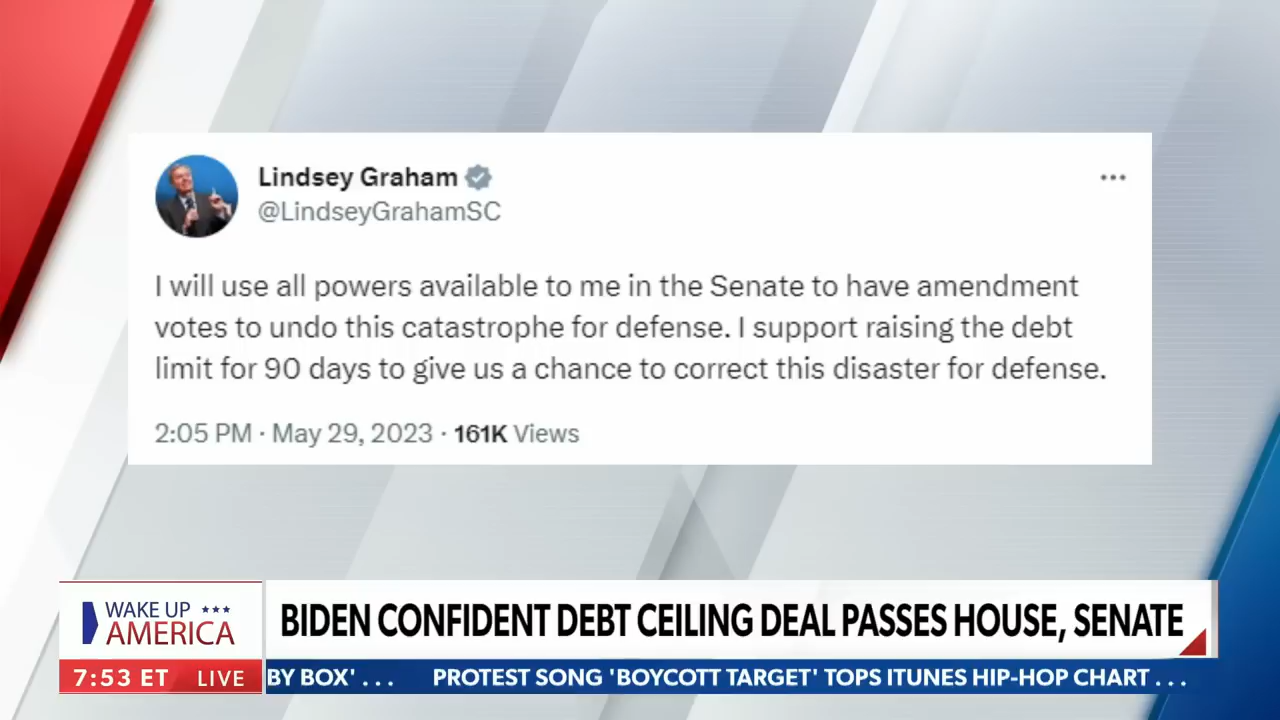 Lindsey Graham
@LindseyGrahamSC
I will use all powers available to me in the Senate to have amendment
votes to undo this catastrophe for defense. I support raising the debt
limit for 90 days to give us a chance to correct this disaster for defense.
2:05 PM · May 29, 2023 · 161K Views
WAKE UP
AMERICA
BIDEN CONFIDENT DEBT CEILING DEAL PASSES HOUSE, SENATE
7:53 ET LIVE
BY BOX' . . . PROTEST SONG 'BOYCOTT TARGET' TOPS ITUNES HIP-HOP CHART . . .